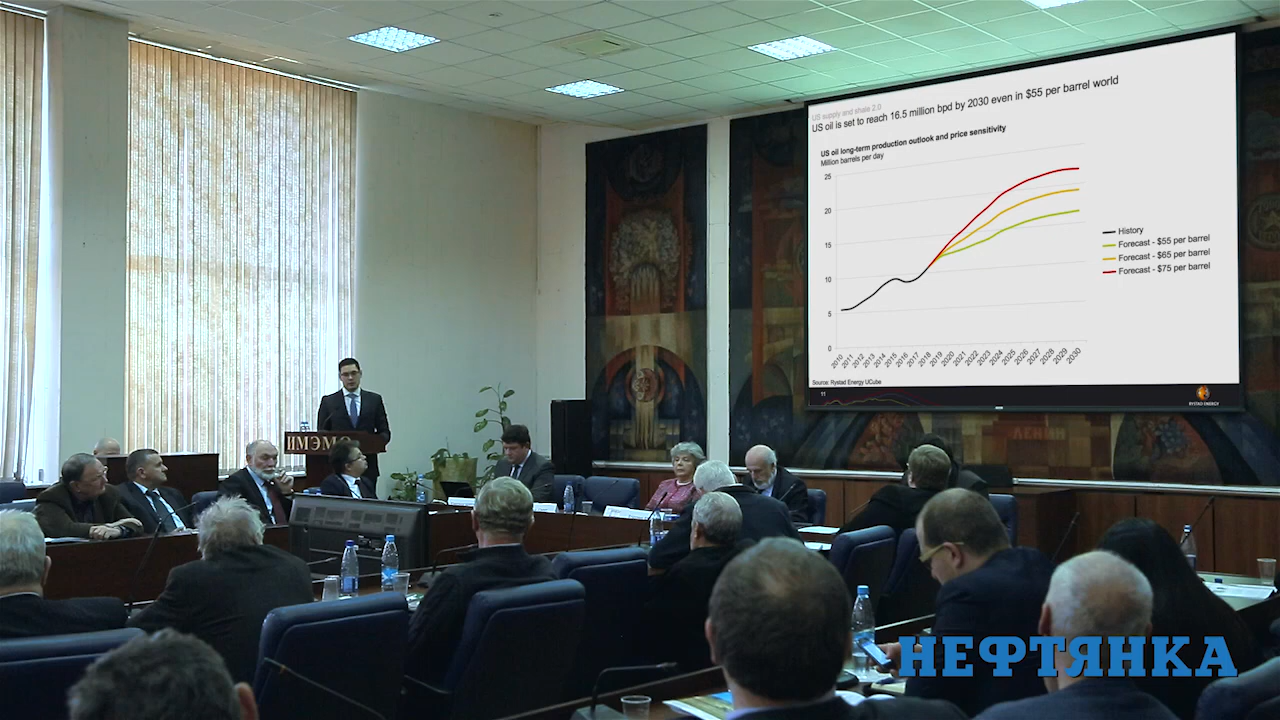 US supply and shale 2.0
US oil is set to reach 16.5 million bpd by 2030 even in $55 per barrel world
US oil long-term production outlook and price sensitivity
Million barrels per day
25
20
15
10
5
0
2010
2011
2012
2013
2014
2015
2016
2017
2018
2019
2020
2021
2022
2023
2024
2025
2026
2027
2028
2029
2030
History
Forecast - $55 per barrel
Forecast - $65 per barrel
Forecast - $75 per barrel
Source: Rystad Energy UCube
11
RYSTAD ENERGY
ИМЭМО
НЕФТЯНКА